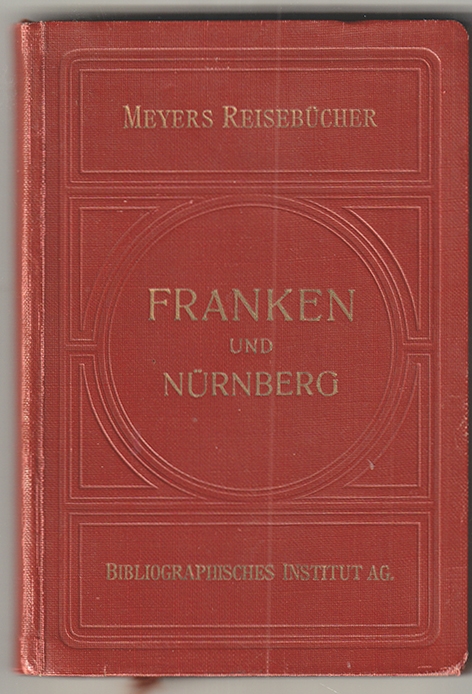 MEYERS REISEBÜCHER
FRANKEN
UND
NÜRNBERG
BIBLIOGRAPHISCHES INSTITUT AG.